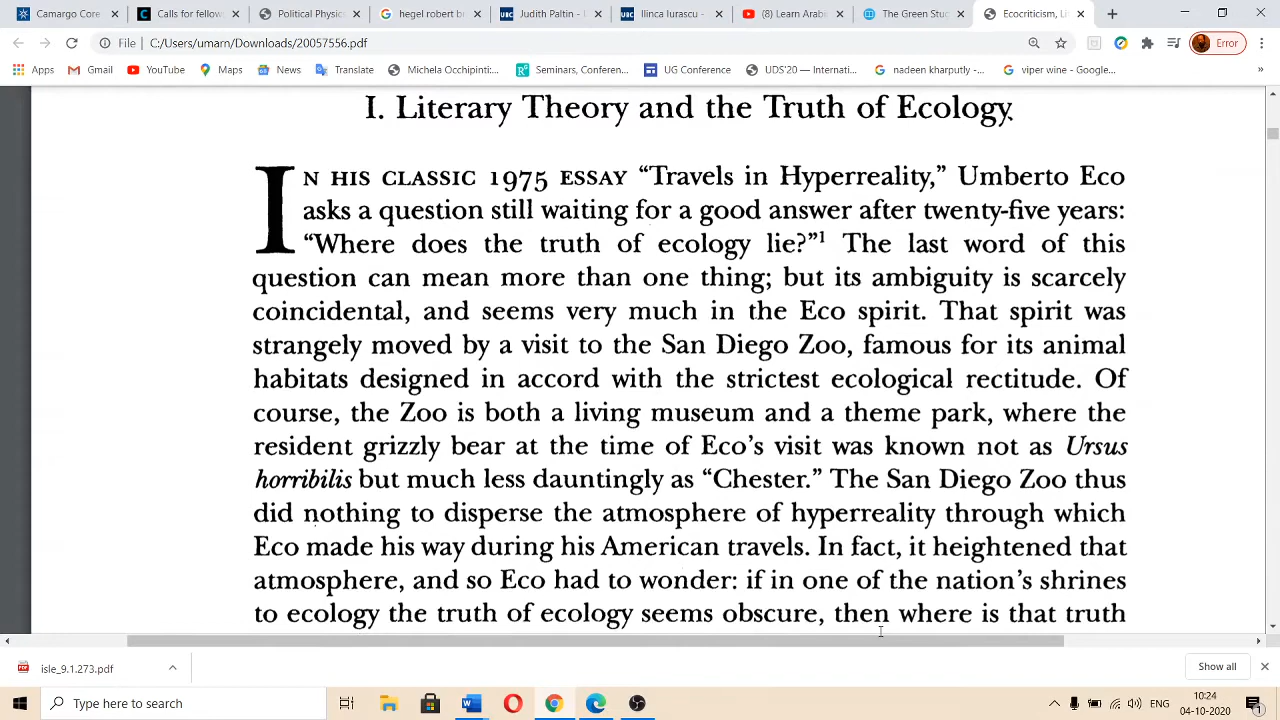 Camargo Core
Call for fellow
Political Physics
hegel robert
Judith Paltin -
Ilinca Iurascu -
(8) Learn Arab
The Green Stu
Ecocriticism, Li
File | C:/Users/umarn/Downloads/20057556.pdf
Error
Apps Gmail YouTube Maps News Translate Michela Occhipinti:... Seminars, Conferen... UG Conference UDS'20 — Internati... nadeen kharputly -... viper wine - Google... »
I. Literary Theory and the Truth of Ecology
IN HIS CLASSIC 1975 ESSAY “Travels in Hyperreality,” Umberto Eco
asks a question still waiting for a good answer after twenty-five years:
“Where does the truth of ecology lie?”1 The last word of this
question can mean more than one thing; but its ambiguity is scarcely
coincidental, and seems very much in the Eco spirit. That spirit was
strangely moved by a visit to the San Diego Zoo, famous for its animal
habitats designed in accord with the strictest ecological rectitude. Of
course, the Zoo is both a living museum and a theme park, where the
resident grizzly bear at the time of Eco’s visit was known not as Ursus
horribilis but much less dauntingly as “Chester.” The San Diego Zoo thus
did nothing to disperse the atmosphere of hyperreality through which
Eco made his way during his American travels. In fact, it heightened that
atmosphere, and so Eco had to wonder: if in one of the nation’s shrines
to ecology the truth of ecology seems obscure, then where is that truth
isle_9.1.273.pdf
Show all
Type here to search
ENG
10:24
04-10-2020